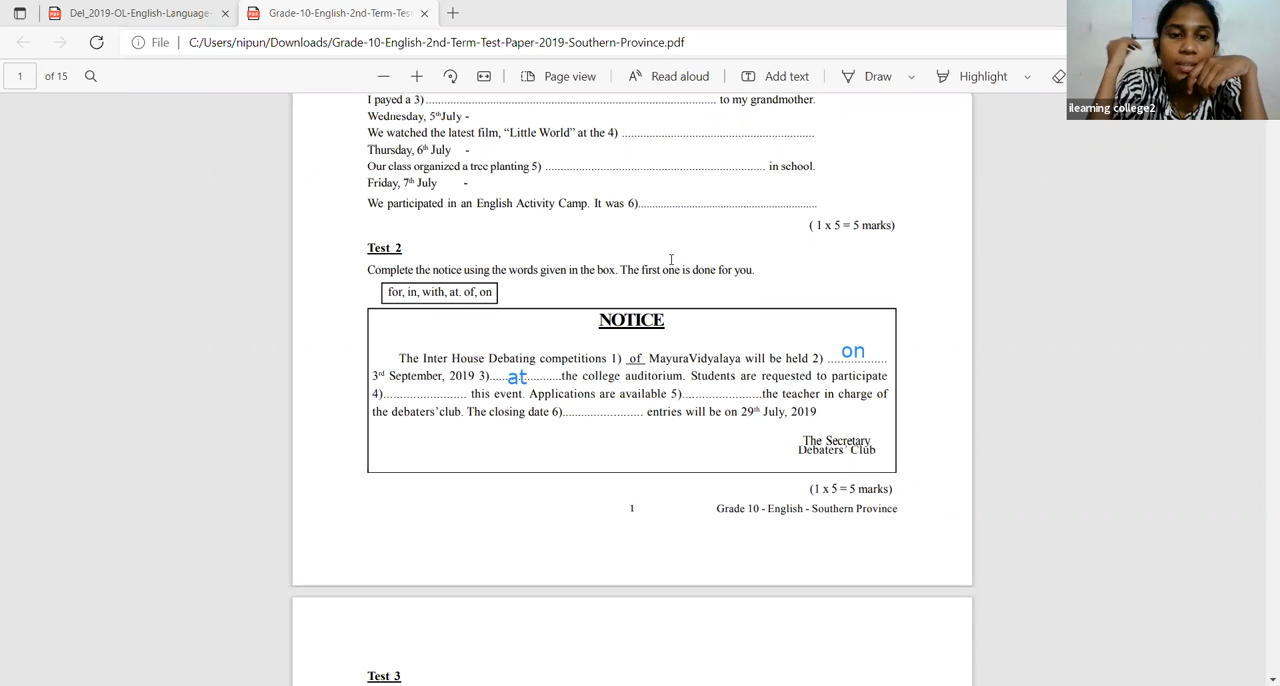 Del_2019-OL-English-Language-
Grade-10-English-2nd-Term-Test
File | C:/Users/nipun/Downloads/Grade-10-English-2nd-Term-Test-Paper-2019-Southern-Province.pdf
1 of 15
Page view
Read aloud
Add text
Draw
Highlight
ilearning college2
I payed a 3)........................................................................ to my grandmother.
Wednesday, 5th July -
We watched the latest film, “Little World” at the 4) ................................................
Thursday, 6th July -
Our class organized a tree planting 5) ........................................................ in school.
Friday, 7th July -
We participated in an English Activity Camp. It was 6)............................................
( 1 x 5 = 5 marks)
Test 2
Complete the notice using the words given in the box. The first one is done for you.
for, in, with, at. of, on
NOTICE
The Inter House Debating competitions 1) of MayuraVidyalaya will be held 2) ......on......
3rd September, 2019 3)......at......the college auditorium. Students are requested to participate
4)........................ this event. Applications are available 5)........................the teacher in charge of
the debaters’club. The closing date 6)........................ entries will be on 29th July, 2019
The Secretary
Debaters’ Club
(1 x 5 = 5 marks)
1 Grade 10 - English - Southern Province
Test 3